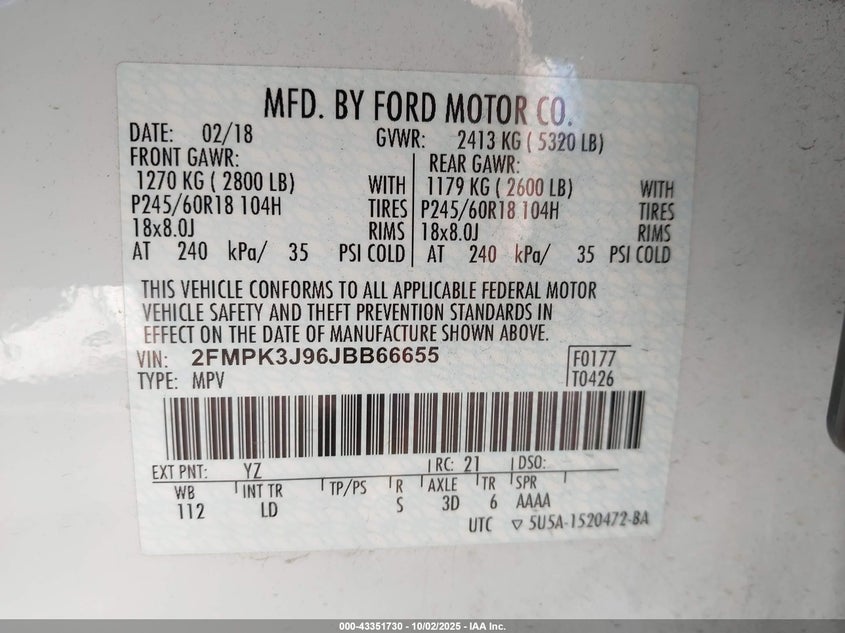 MFD. BY FORD MOTOR CO.
DATE: 02/18 GVWR: 2413 KG ( 5320 LB)
FRONT GAWR: REAR GAWR:
1270 KG ( 2800 LB) WITH 1179 KG ( 2600 LB) WITH
P245/60R18 104H TIRES P245/60R18 104H TIRES
18x8.0J RIMS 18x8.0J RIMS
AT 240 kPa/ 35 PSI COLD AT 240 kPa/ 35 PSI COLD
THIS VEHICLE CONFORMS TO ALL APPLICABLE FEDERAL MOTOR
VEHICLE SAFETY AND THEFT PREVENTION STANDARDS IN
EFFECT ON THE DATE OF MANUFACTURE SHOWN ABOVE.
VIN: 2FMPK3J96JBB66655 F0177
TYPE: MPV T0426
EXT PNT: YZ RC: 21 DSO:
WB INT TR TP/PS R AXLE TR SPR
112 LD S 3D 6 AAAA
UTC ▽ 5U5A-1520472-BA
000-43351730 - 10/02/2025 - IAA Inc.